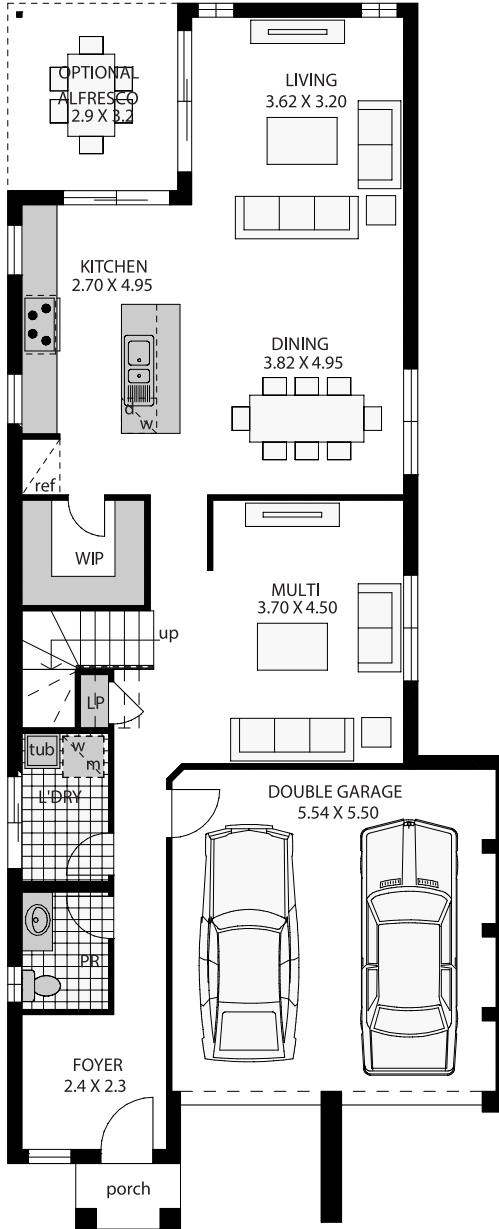 OPTIONAL
ALFRESCO
2.9 X 3.2
LIVING
3.62 X 3.20
KITCHEN
2.70 X 4.95
DINING
3.82 X 4.95
d
w
ref
WIP
MULTI
3.70 X 4.50
up
LP
tub
w
m
L'DRY
DOUBLE GARAGE
5.54 X 5.50
PR
FOYER
2.4 X 2.3
porch